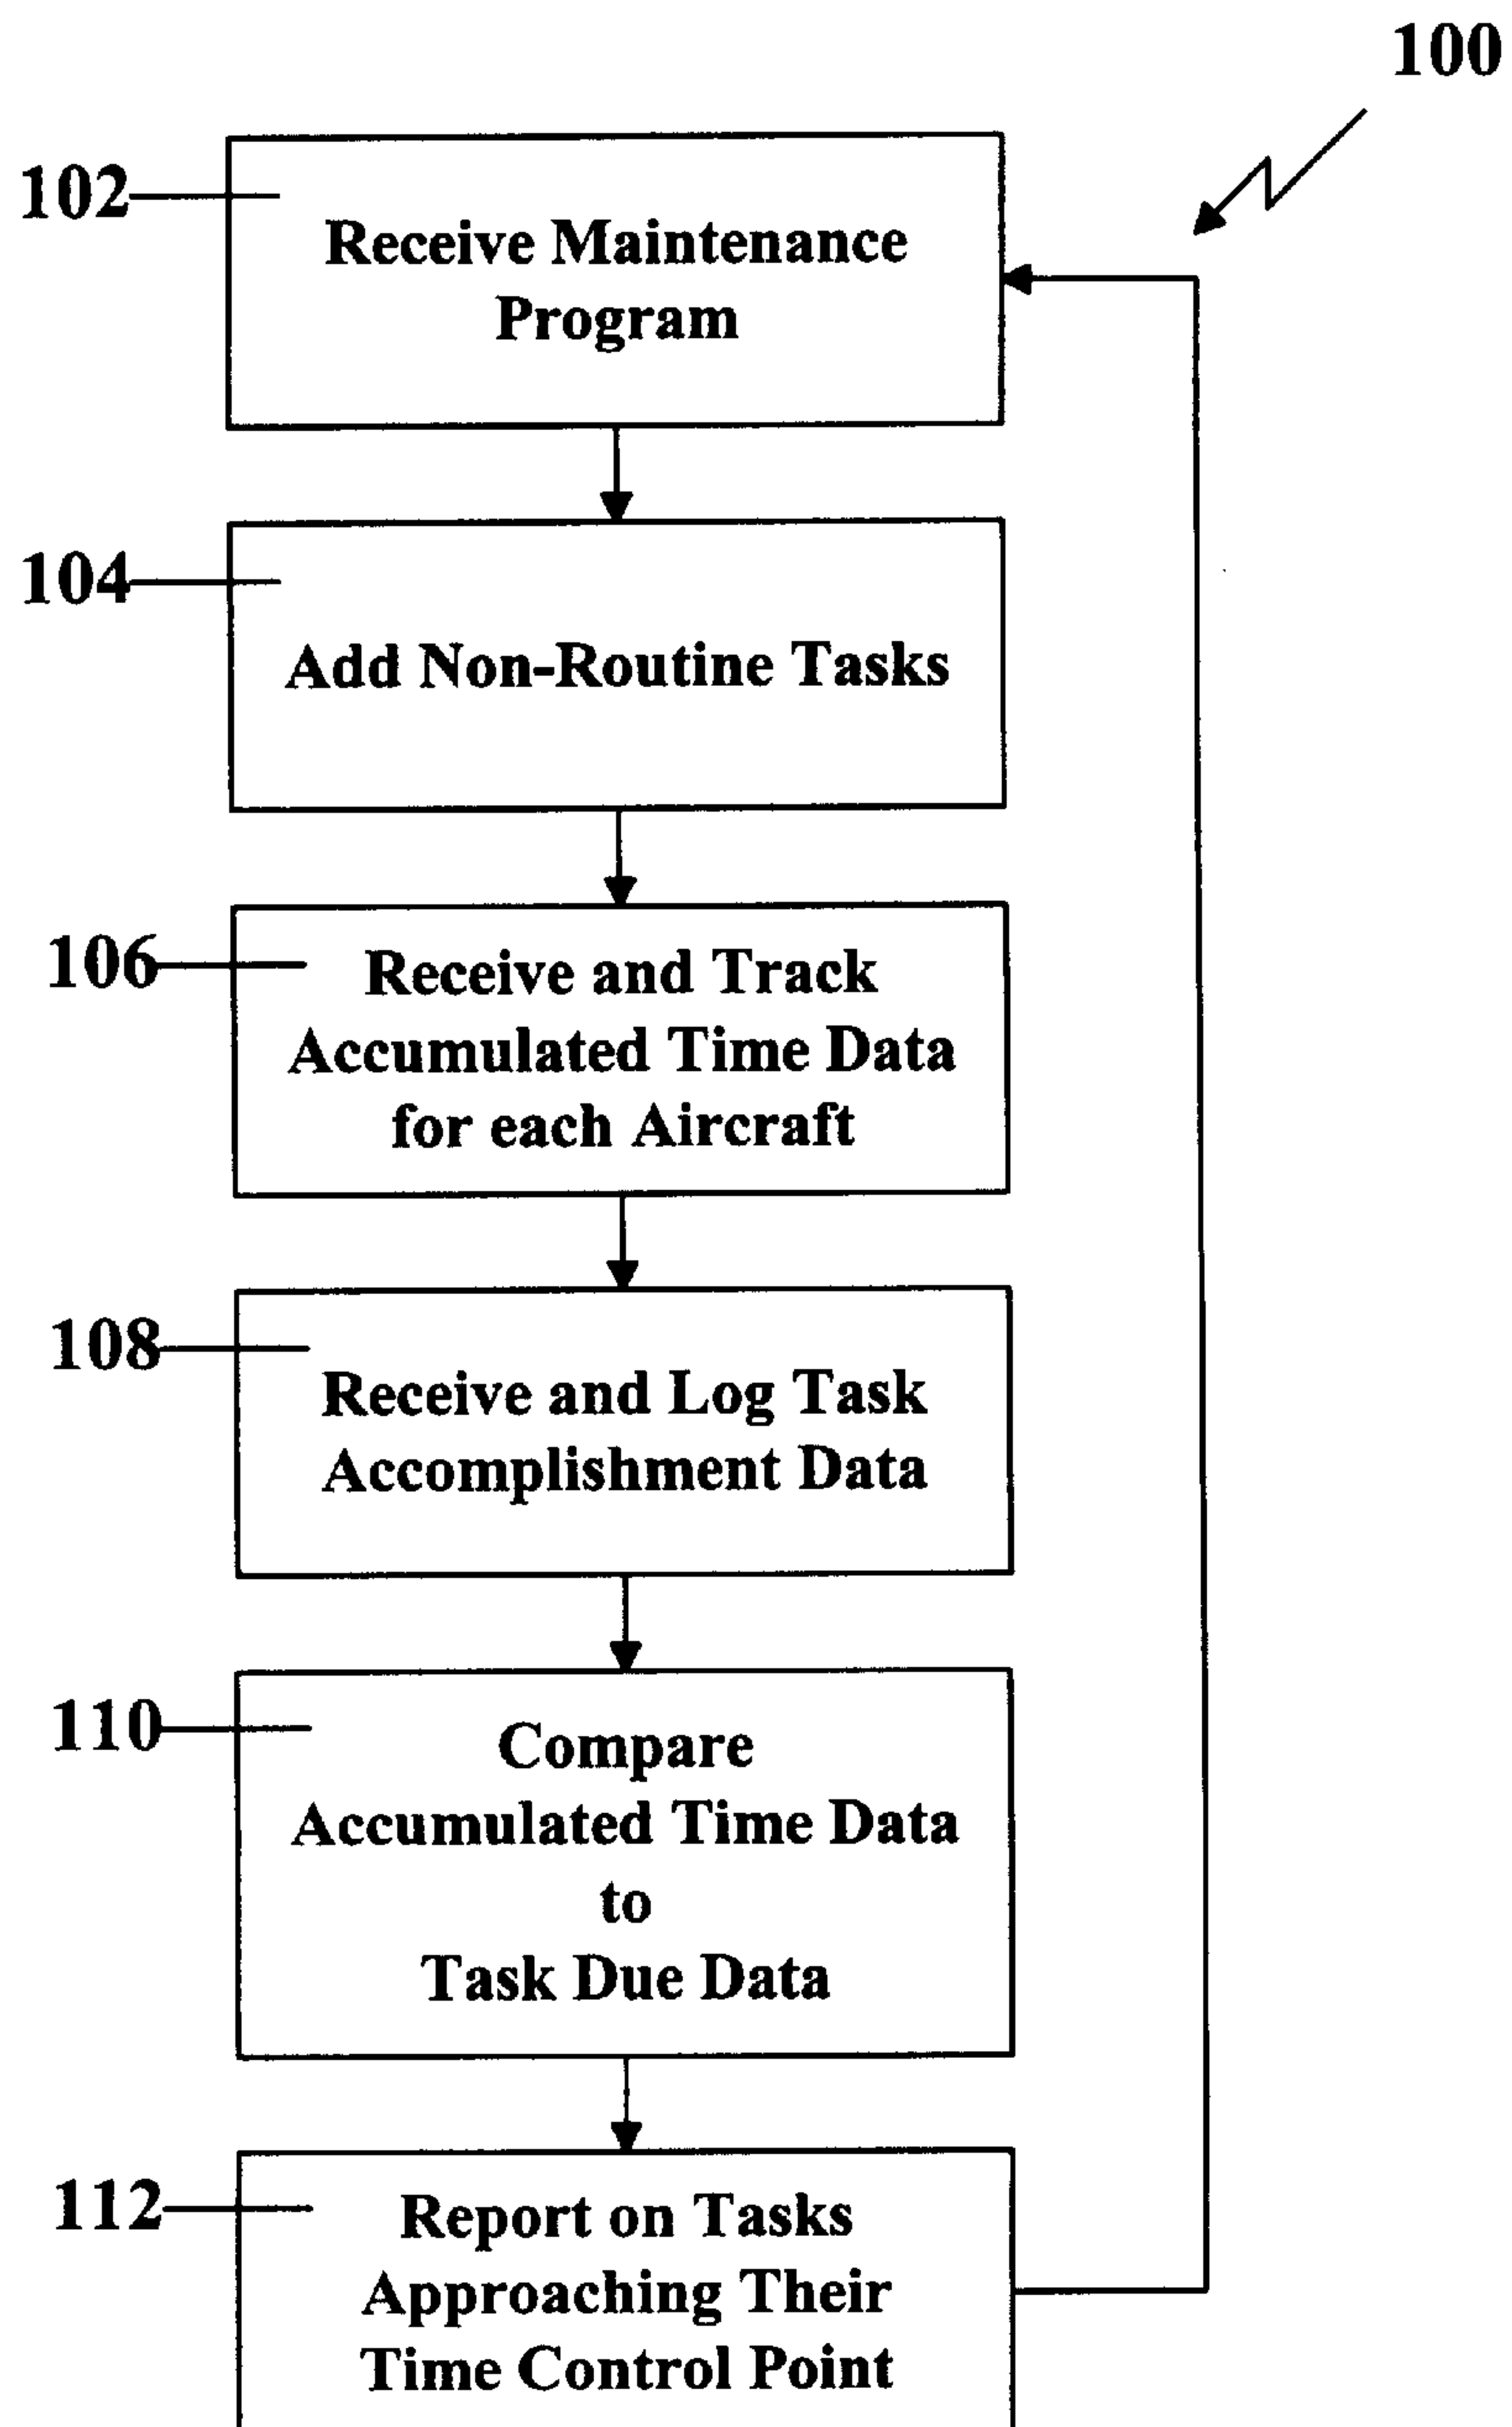 100
102
Receive Maintenance
Program
104
Add Non-Routine Tasks
106
Receive and Track
Accumulated Time Data
for each Aircraft
108
Receive and Log Task
Accomplishment Data
110
Compare
Accumulated Time Data
to
Task Due Data
112
Report on Tasks
Approaching Their
Time Control Point